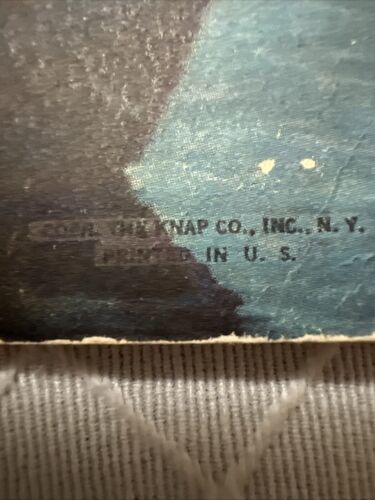 COPR. THE KNAP CO., INC., N. Y.
PRINTED IN U. S.